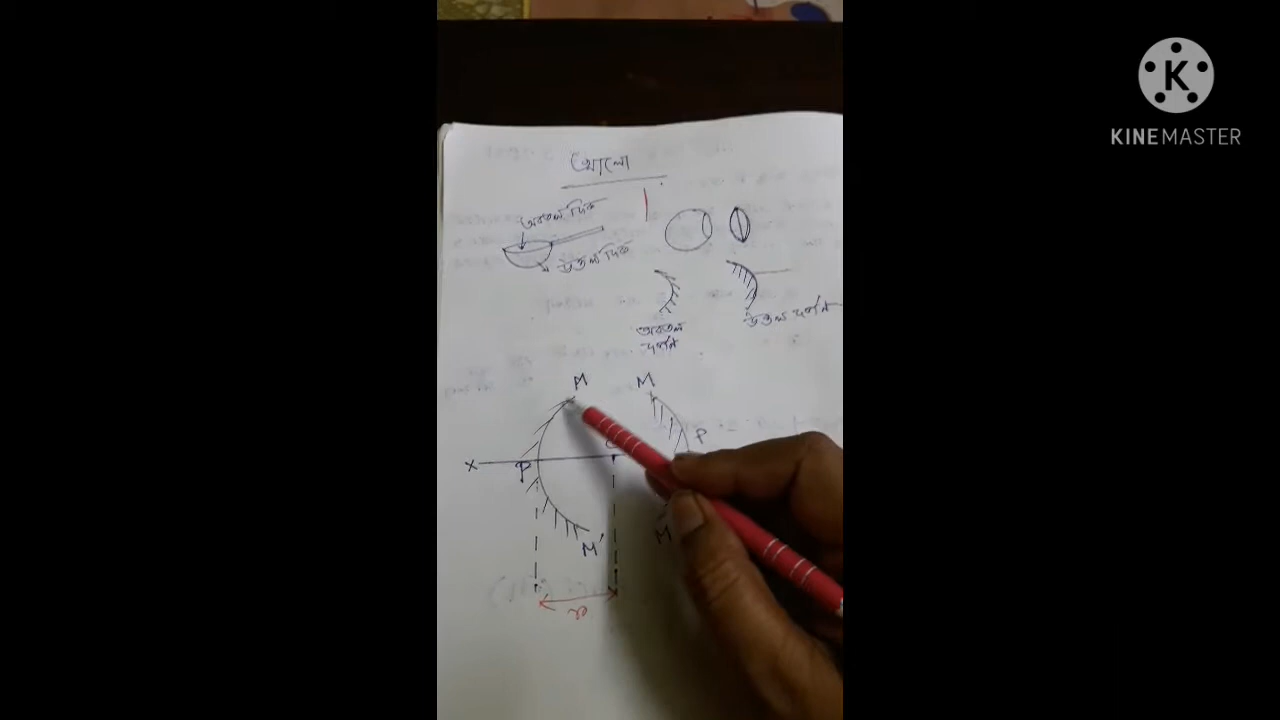 আলো
অবতল দিক
উত্তল দিক
অবতল
দর্পণ
উত্তল দর্পণ
M
M
P
X
P
M'
M
r
KINEMASTER